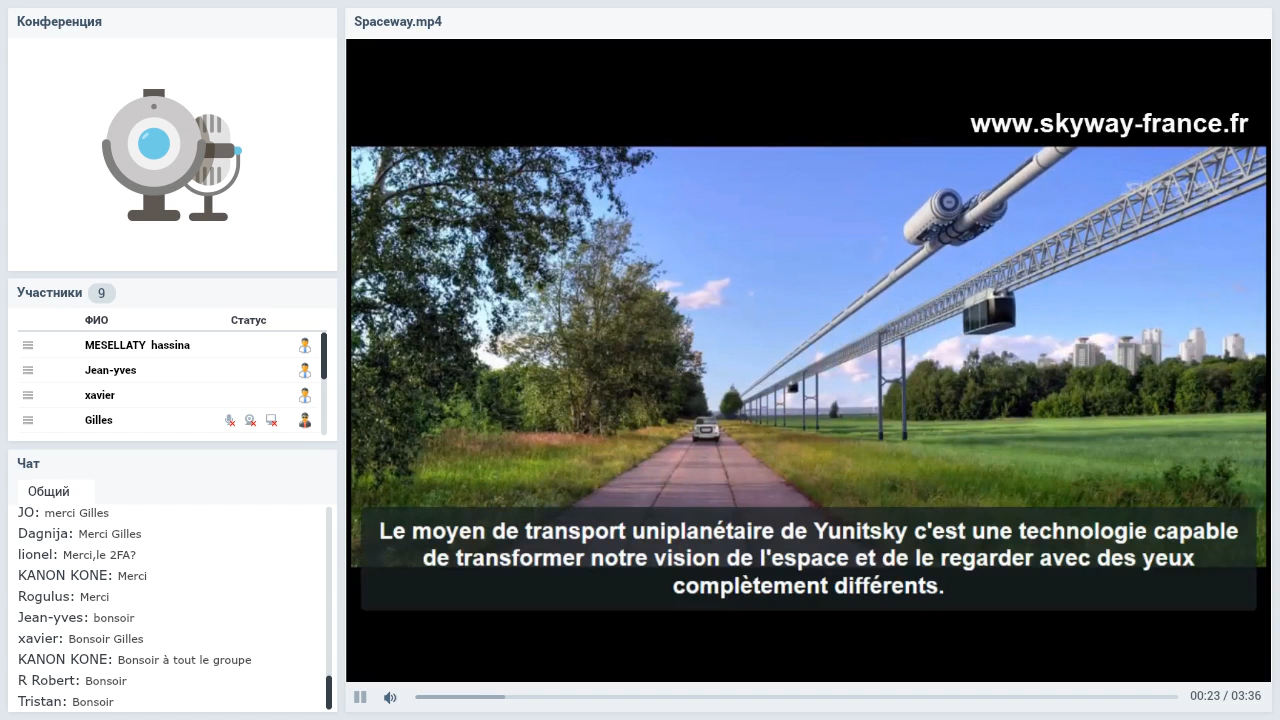 Конференция
Участники 9
ФИО Статус
MESELLATY hassina
Jean-yves
xavier
Gilles
Чат
Общий
JO: merci Gilles
Dagnija: Merci Gilles
lionel: Merci,le 2FA?
KANON KONE: Merci
Rogulus: Merci
Jean-yves: bonsoir
xavier: Bonsoir Gilles
KANON KONE: Bonsoir à tout le groupe
R Robert: Bonsoir
Tristan: Bonsoir
Spaceway.mp4
www.skyway-france.fr
Le moyen de transport uniplanétaire de Yunitsky c'est une technologie capable
de transformer notre vision de l'espace et de le regarder avec des yeux
complètement différents.
00:23 / 03:36